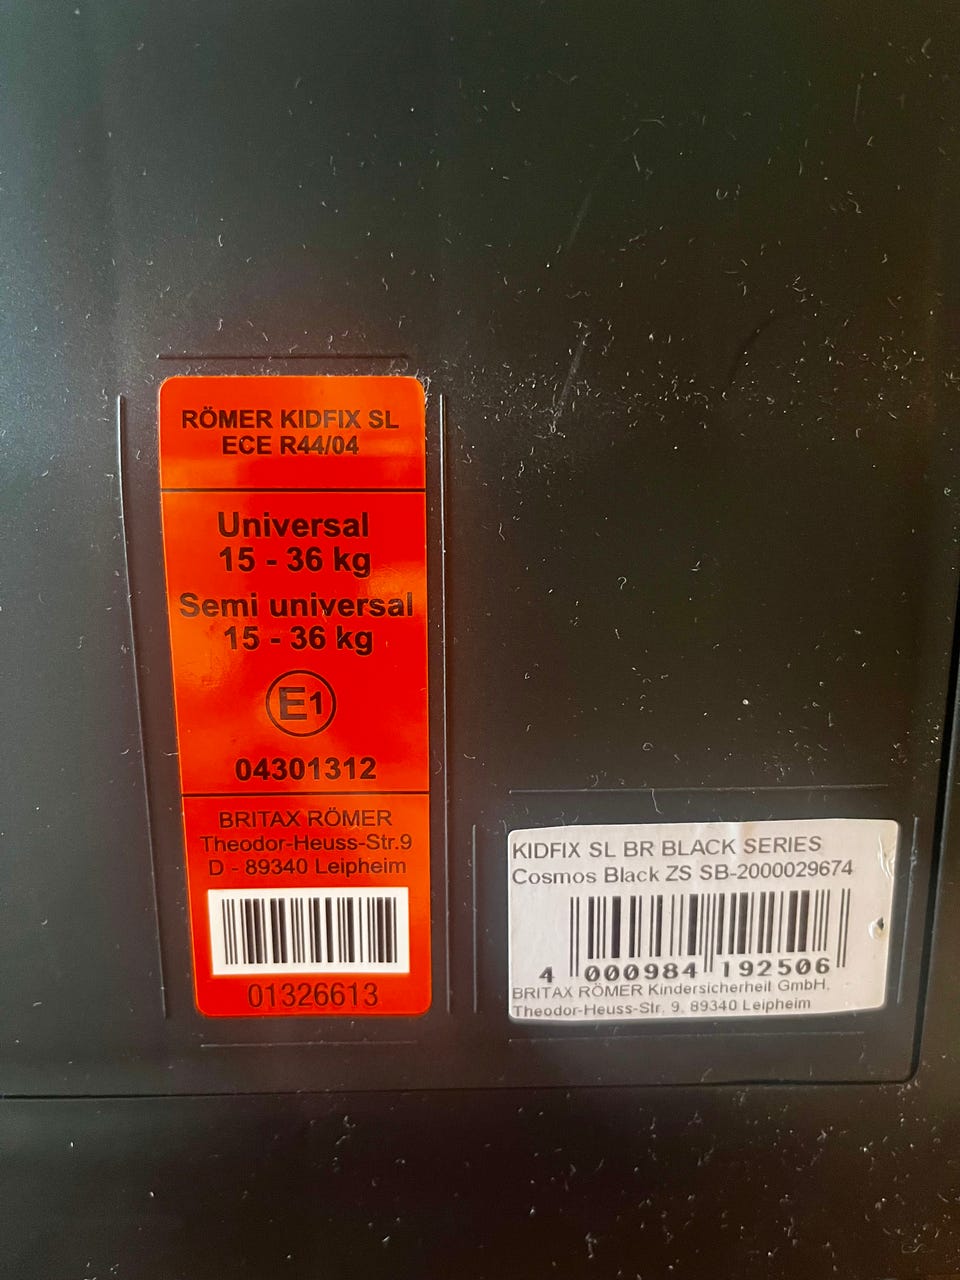 RÖMER KIDFIX SL
ECE R44/04
Universal
15 - 36 kg
Semi universal
15 - 36 kg
E1
04301312
BRITAX RÖMER
Theodor-Heuss-Str.9
D - 89340 Leipheim
01326613
KIDFIX SL BR BLACK SERIES
Cosmos Black ZS SB-2000029674
4 000984 192506
BRITAX RÖMER Kindersicherheit GmbH,
Theodor-Heuss-Str. 9, 89340 Leipheim